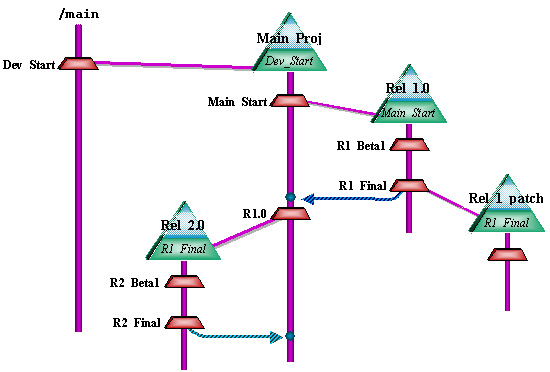 /main
Main Proj
Dev Start
Dev_Start
Rel 1.0
Main Start
Main Start
R1 Beta1
R1 Final
Rel 1 patch
R1.0
R1 Final
Rel 2.0
R1 Final
R2 Beta1
R2 Final